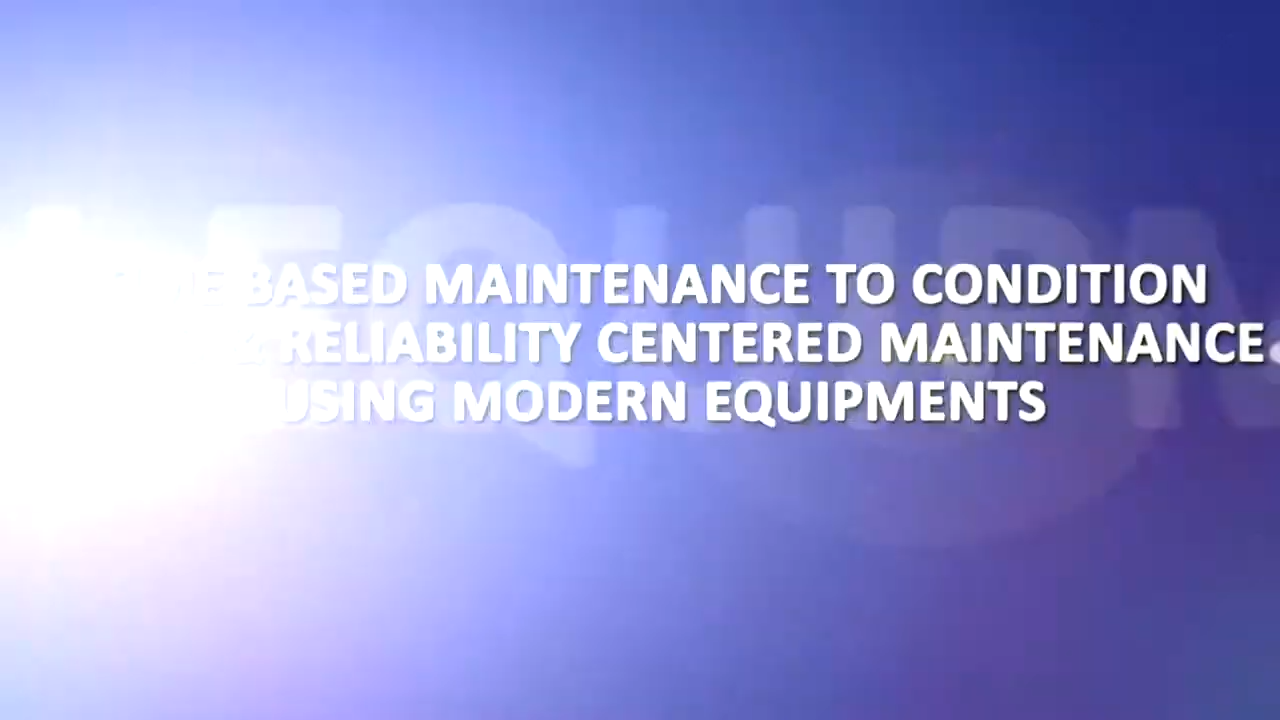 BASED MAINTENANCE TO CONDITION
& RELIABILITY CENTERED MAINTENANCE
USING MODERN EQUIPMENTS